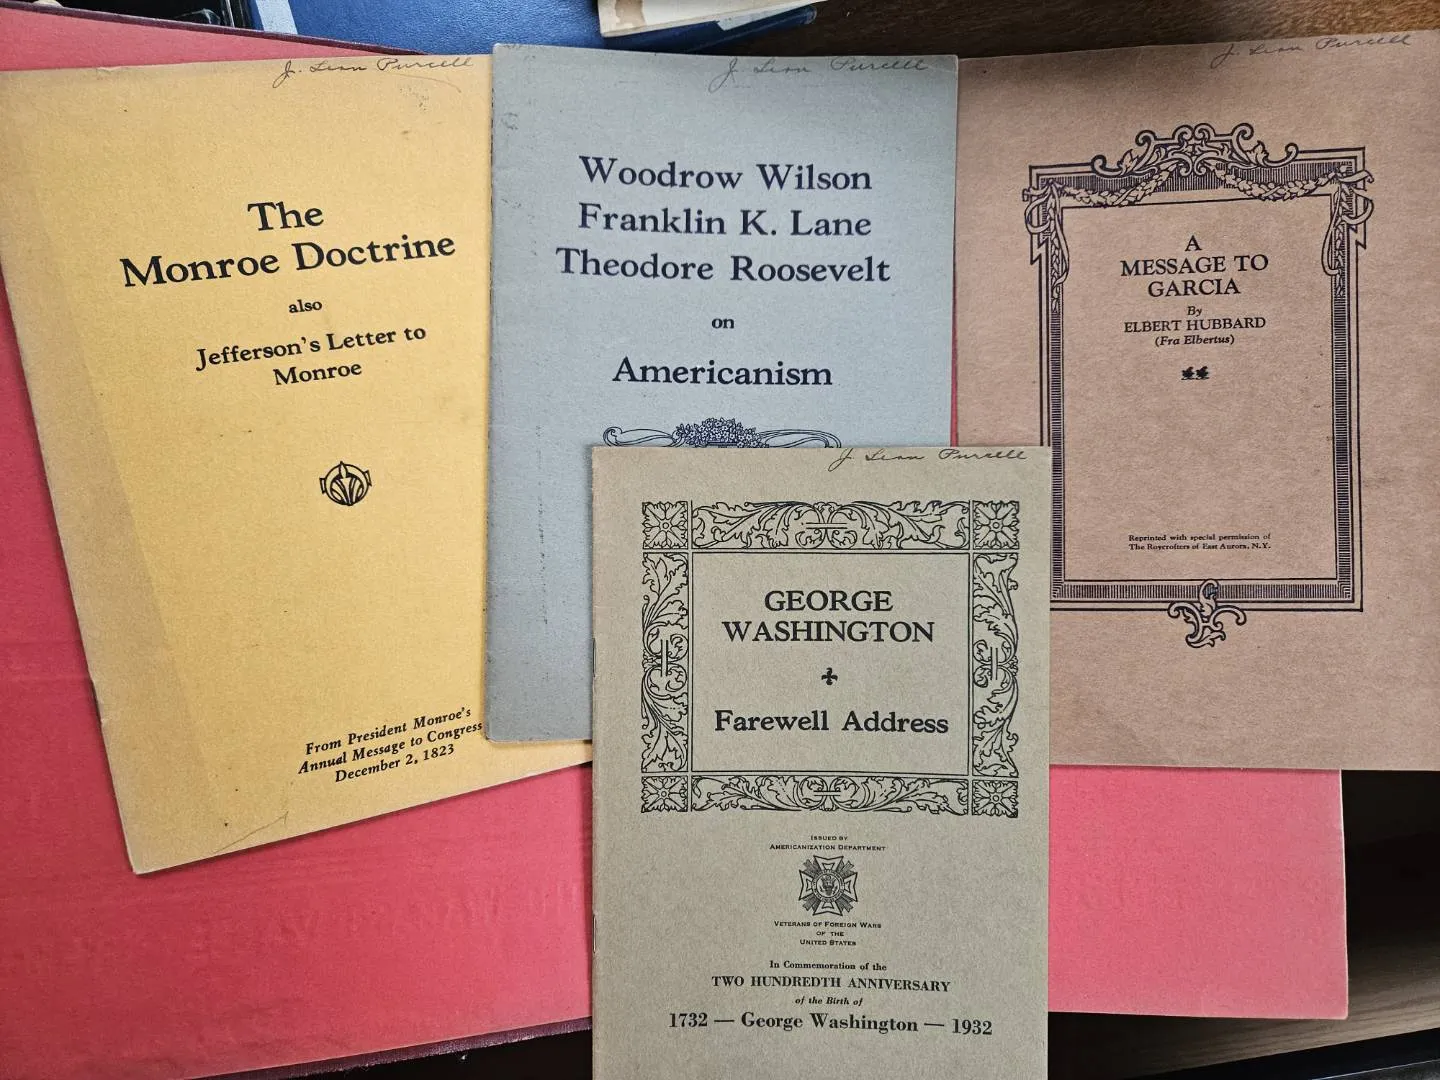 J. Leon Purcell
The
Monroe Doctrine
also
Jefferson's Letter to
Monroe
From President Monroe's
Annual Message to Congress
December 2, 1823
J Leon Purcell
Woodrow Wilson
Franklin K. Lane
Theodore Roosevelt
on
Americanism
J. Leon Purcell
A
MESSAGE TO
GARCIA
By
ELBERT HUBBARD
(Fra Elbertus)
Reprinted with special permission of
The Roycrofters of East Aurora, N.Y.
J Leon Purcell
GEORGE
WASHINGTON
Farewell Address
ISSUED BY
AMERICANIZATION DEPARTMENT
VETERANS OF FOREIGN WARS
OF THE
UNITED STATES
In Commemoration of the
TWO HUNDREDTH ANNIVERSARY
of the Birth of
1732 — George Washington — 1932